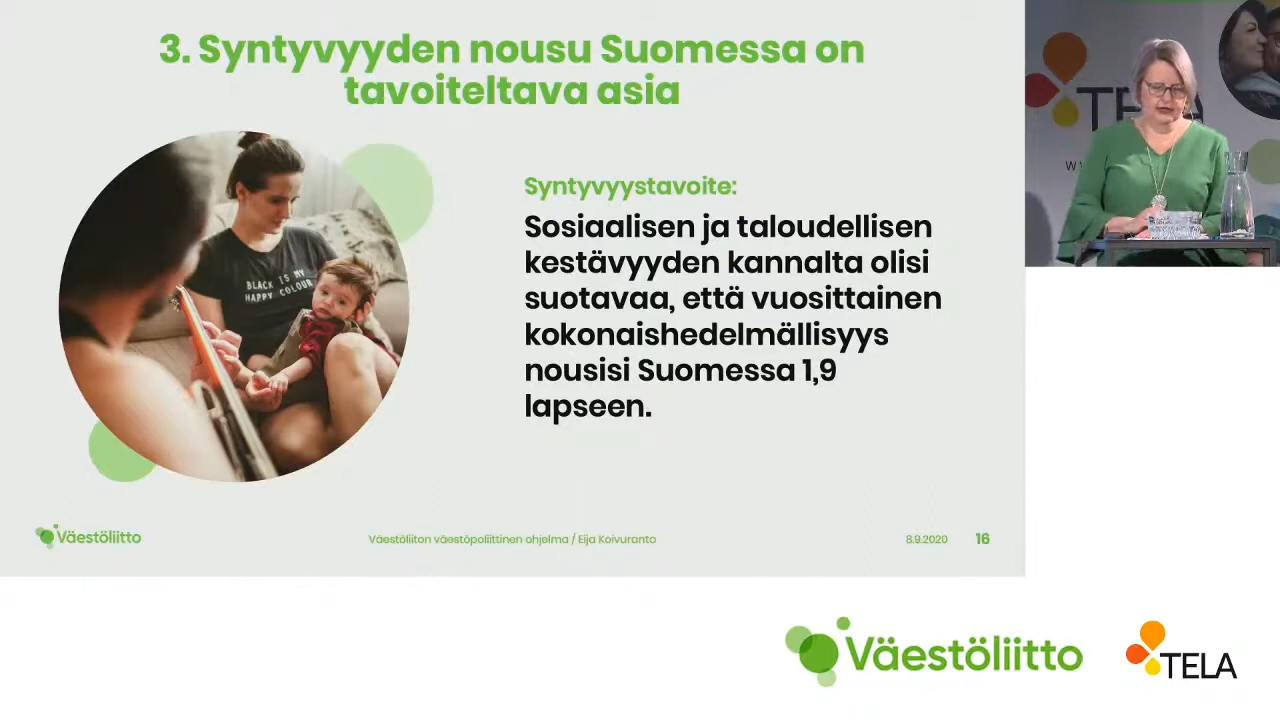 3. Syntyvyyden nousu Suomessa on
tavoiteltava asia
BLACK IS MY
HAPPY COLOUR
Syntyvyystavoite:
Sosiaalisen ja taloudellisen
kestävyyden kannalta olisi
suotavaa, että vuosittainen
kokonaishedelmällisyys
nousisi Suomessa 1,9
lapseen.
Väestöliitto
Väestöliiton väestöpoliittinen ohjelma / Eija Koivuranta
8.9.2020
16
TELA
Väestöliitto
TELA